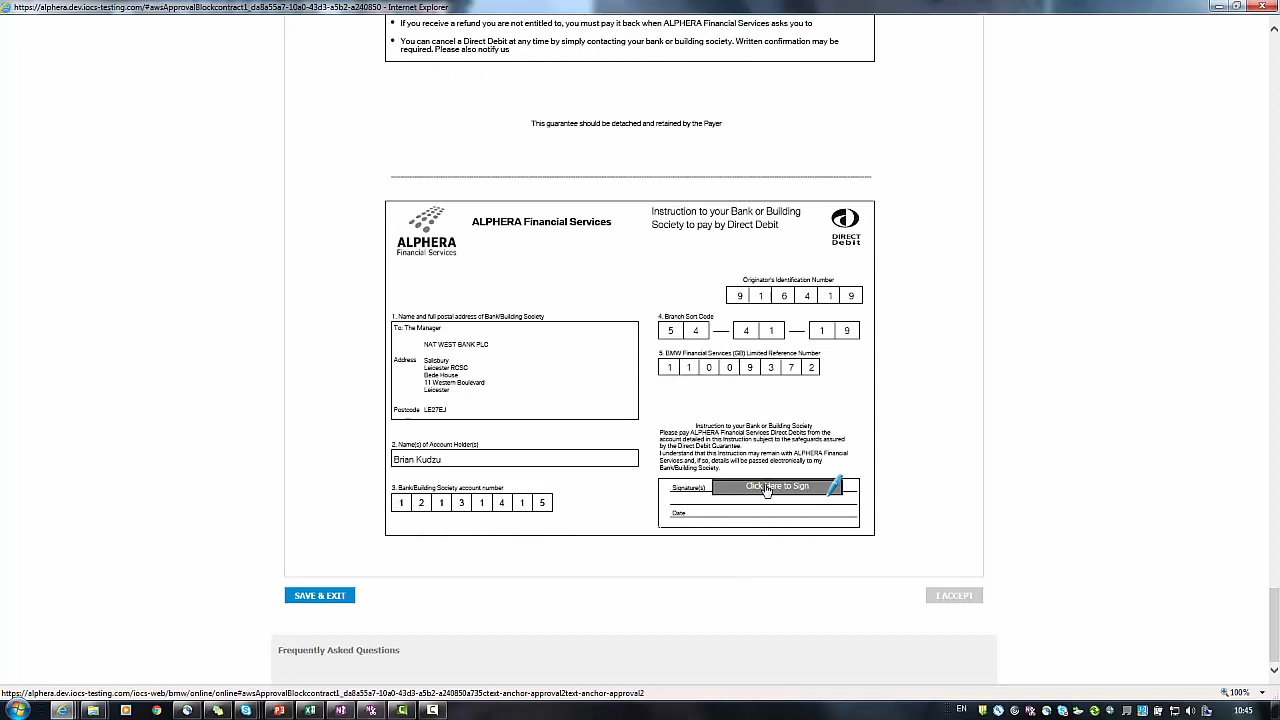 https://alphera.dev.iocs-testing.com/#awsApprovalBlockcontract1_da8a55a7-10a0-43d3-a5b2-a240850 - Internet Explorer
• If you receive a refund you are not entitled to, you must pay it back when ALPHERA Financial Services asks you to
• You can cancel a Direct Debit at any time by simply contacting your bank or building society. Written confirmation may be
required. Please also notify us
This guarantee should be detached and retained by the Payer
ALPHERA
Financial Services
ALPHERA Financial Services
Instruction to your Bank or Building
Society to pay by Direct Debit
DIRECT
Debit
Originator's Identification Number
9 1 6 4 1 9
1. Name and full postal address of Bank/Building Society
To: The Manager
NAT WEST BANK PLC
Address Salisbury
Leicester RCSC
Bede House
11 Western Boulevard
Leicester
Postcode LE27EJ
4. Branch Sort Code
5 4 — 4 1 — 1 9
5. BMW Financial Services (GB) Limited Reference Number
1 1 0 0 9 3 7 2
2. Name(s) of Account Holder(s)
Brian Kudzu
3. Bank/Building Society account number
1 2 1 3 1 4 1 5
Instruction to your Bank or Building Society
Please pay ALPHERA Financial Services Direct Debits from the
account detailed in this Instruction subject to the safeguards assured
by the Direct Debit Guarantee.
I understand that this Instruction may remain with ALPHERA Financial
Services and, if so, details will be passed electronically to my
Bank/Building Society.
Signature(s) Click Here to Sign
Date
SAVE & EXIT
I ACCEPT
Frequently Asked Questions
https://alphera.dev.iocs-testing.com/iocs-web/bmw/online/online#awsApprovalBlockcontract1_da8a55a7-10a0-43d3-a5b2-a240850a735ctext-anchor-approval2text-anchor-approval2
100%
EN
10:45